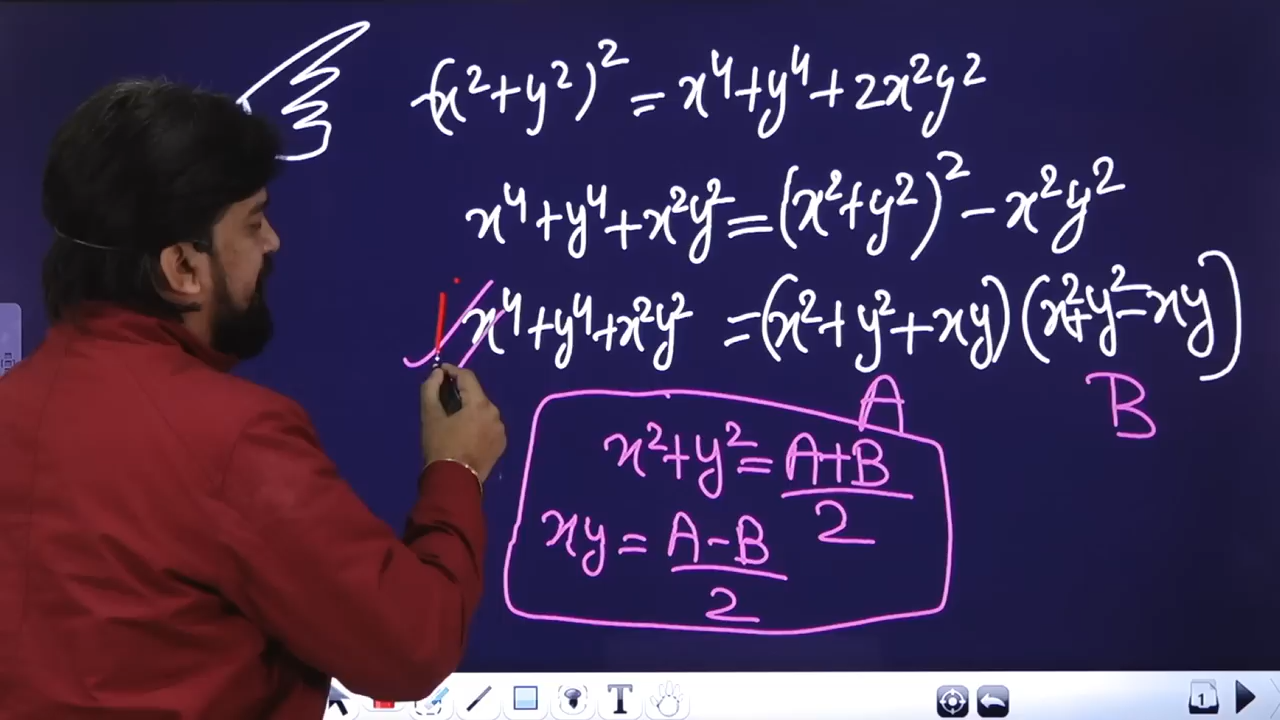 (x²+y²)² = x⁴+y⁴+2x²y²
x⁴+y⁴+x²y² = (x²+y²)² - x²y²
x⁴+y⁴+x²y² = (x²+y²+xy)(x²+y²-xy)
A B
x²+y² = A+B/2
xy = A-B/2
T
1